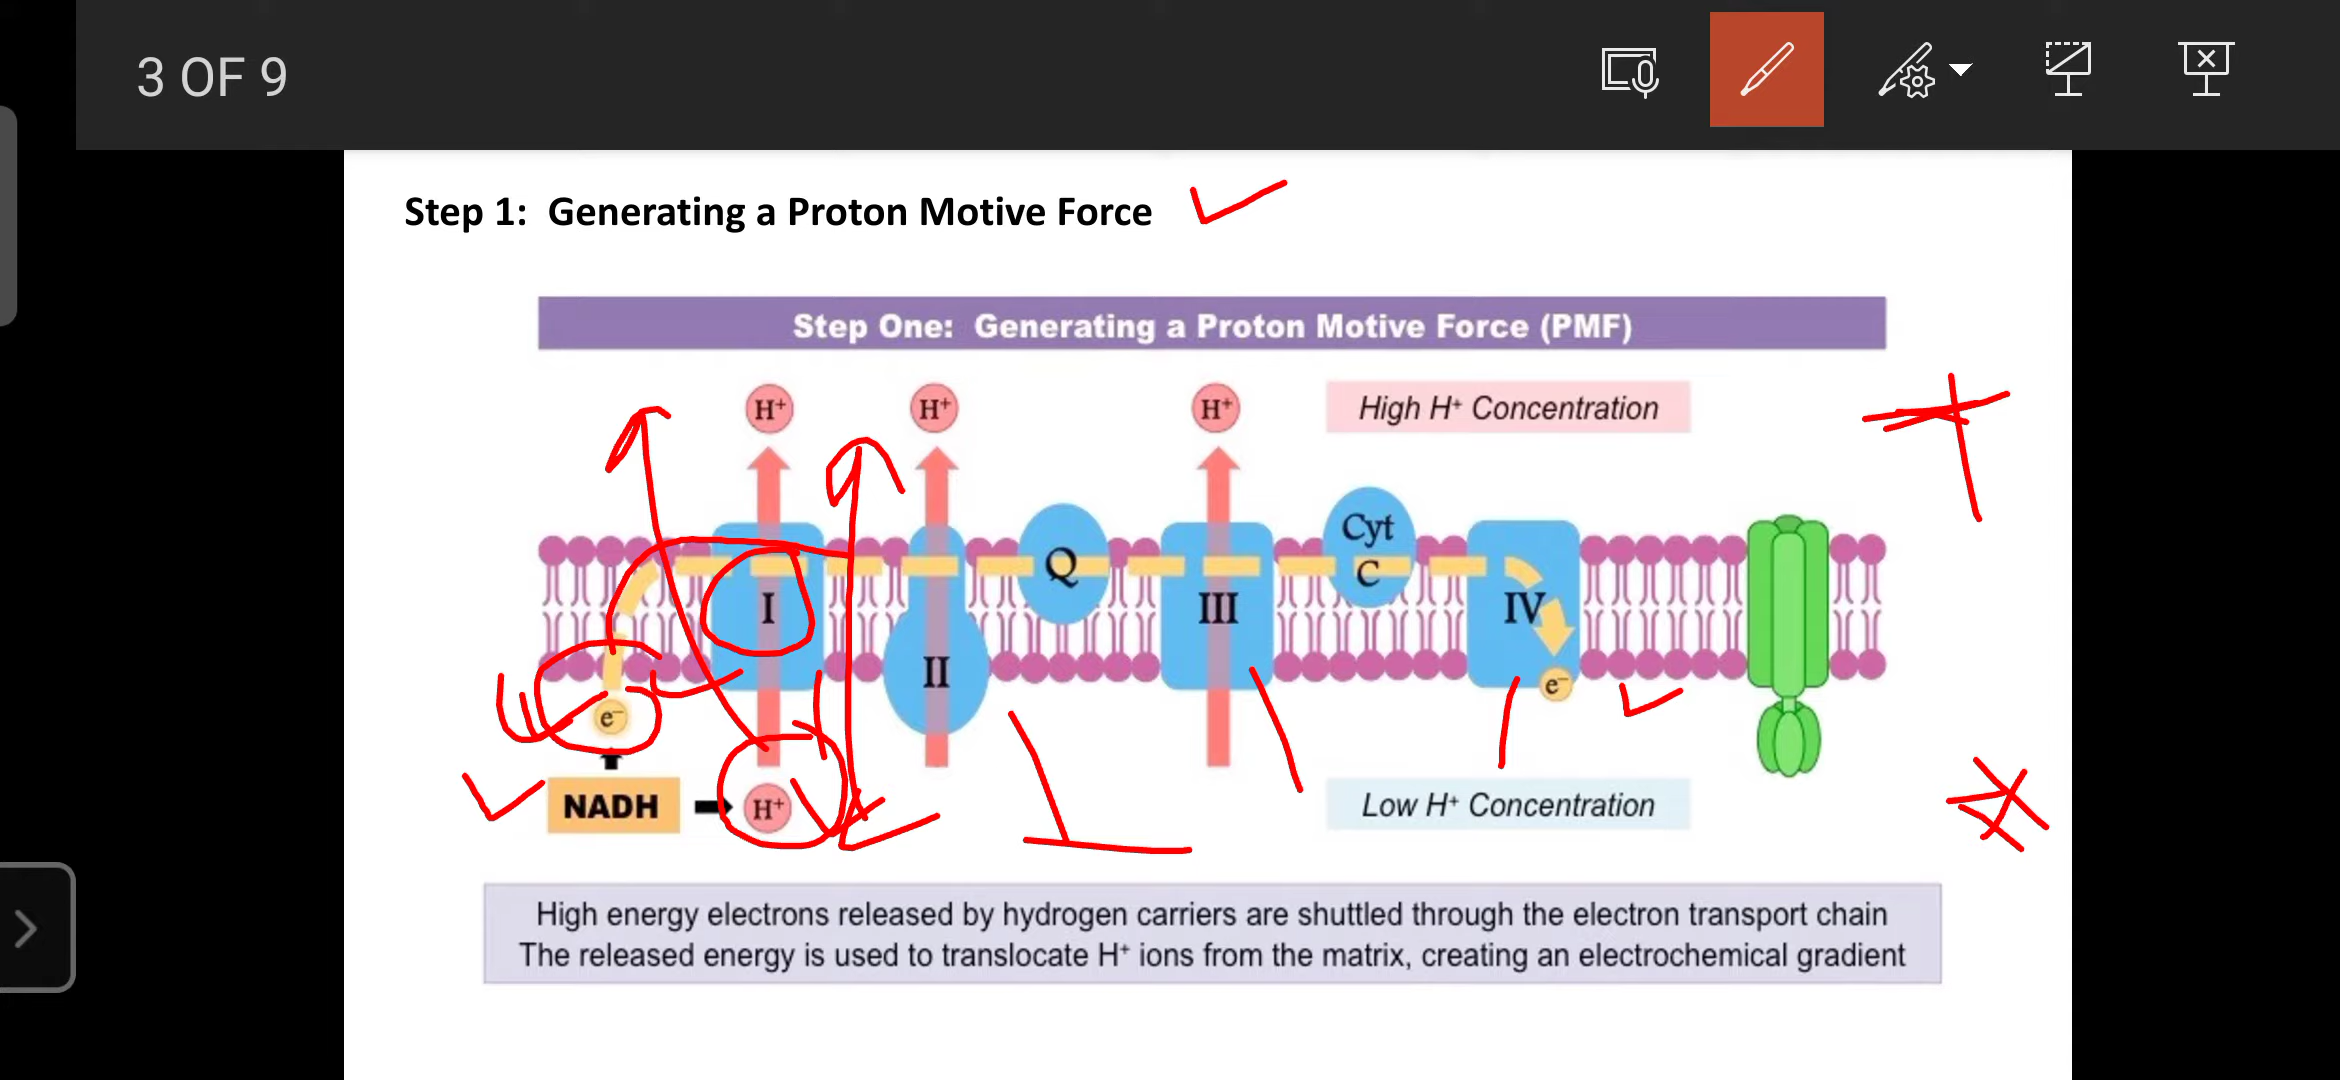 3 OF 9
Step 1: Generating a Proton Motive Force
Step One: Generating a Proton Motive Force (PMF)
H⁺ H⁺ H⁺ High H⁺ Concentration
Cyt
Q C
I III IV
II
e⁻ e⁻
NADH H⁺ Low H⁺ Concentration
High energy electrons released by hydrogen carriers are shuttled through the electron transport chain
The released energy is used to translocate H⁺ ions from the matrix, creating an electrochemical gradient